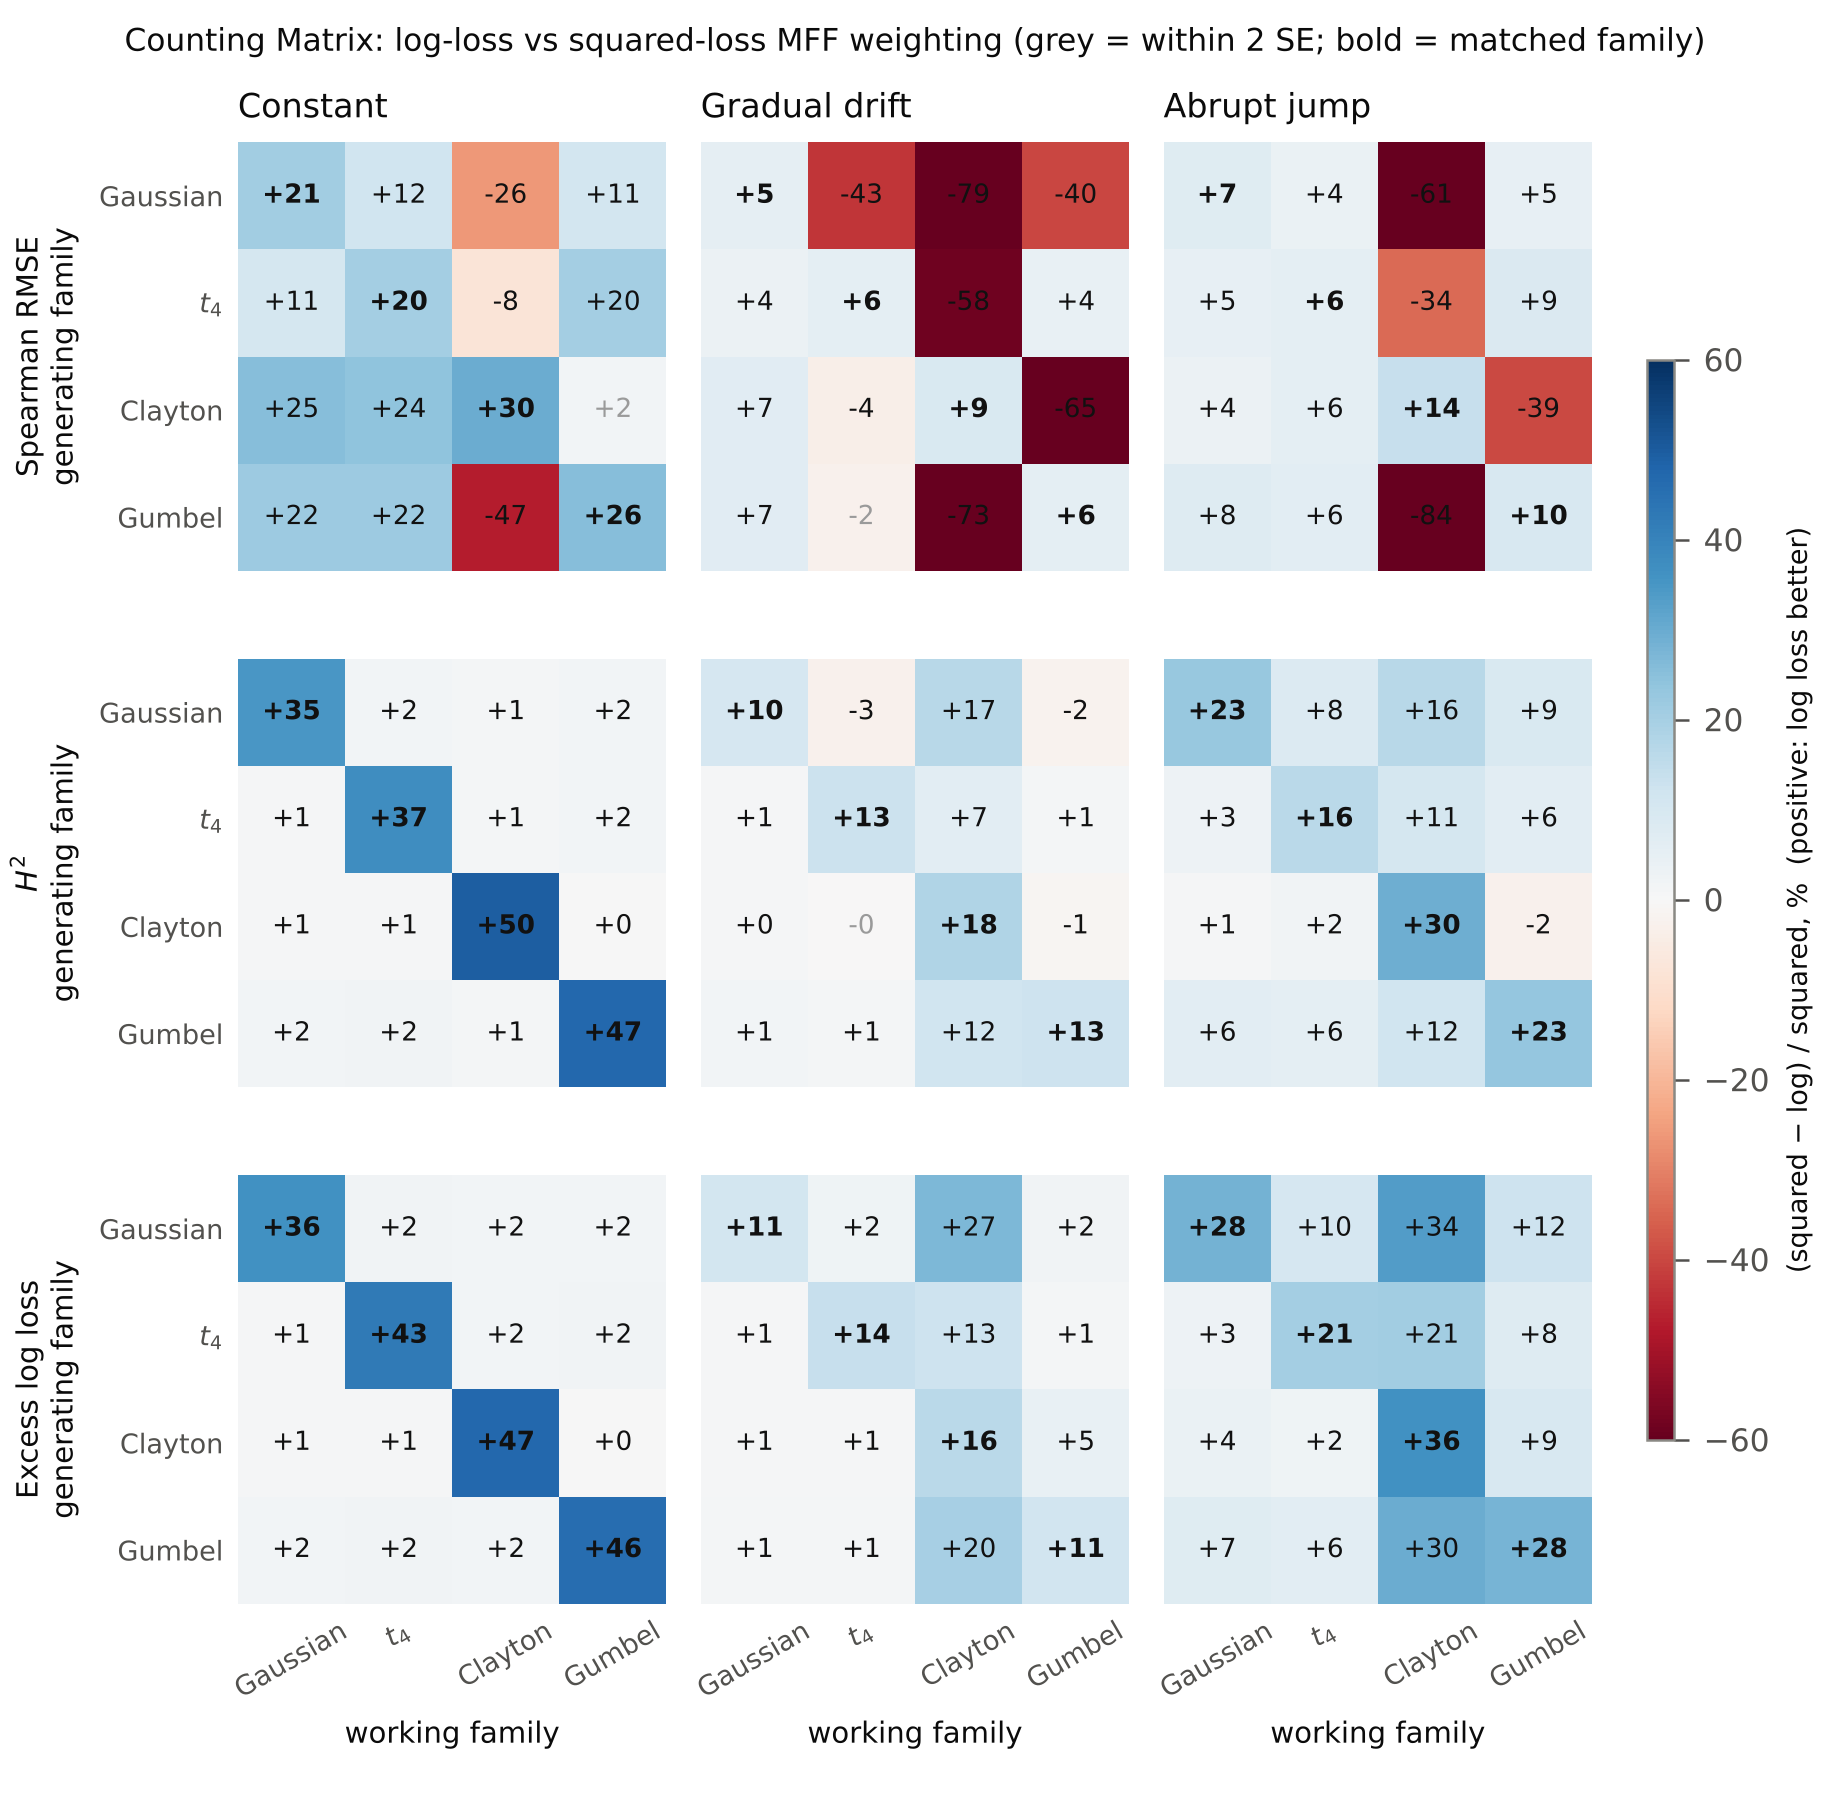 Counting Matrix: log-loss vs squared-loss MFF weighting (grey = within 2 SE; bold = matched family)
Constant
Gradual drift
Abrupt jump
Spearman RMSE
generating family
Gaussian +21 +12 -26 +11 +5 -43 -79 -40 +7 +4 -61 +5
t₄ +11 +20 -8 +20 +4 +6 -58 +4 +5 +6 -34 +9
Clayton +25 +24 +30 +2 +7 -4 +9 -65 +4 +6 +14 -39
Gumbel +22 +22 -47 +26 +7 -2 -73 +6 +8 +6 -84 +10
H²
generating family
Gaussian +35 +2 +1 +2 +10 -3 +17 -2 +23 +8 +16 +9
t₄ +1 +37 +1 +2 +1 +13 +7 +1 +3 +16 +11 +6
Clayton +1 +1 +50 +0 +0 -0 +18 -1 +1 +2 +30 -2
Gumbel +2 +2 +1 +47 +1 +1 +12 +13 +6 +6 +12 +23
Excess log loss
generating family
Gaussian +36 +2 +2 +2 +11 +2 +27 +2 +28 +10 +34 +12
t₄ +1 +43 +2 +2 +1 +14 +13 +1 +3 +21 +21 +8
Clayton +1 +1 +47 +0 +1 +1 +16 +5 +4 +2 +36 +9
Gumbel +2 +2 +2 +46 +1 +1 +20 +11 +7 +6 +30 +28
Gaussian t₄ Clayton Gumbel Gaussian t₄ Clayton Gumbel Gaussian t₄ Clayton Gumbel
working family
working family
working family
60
40
20
0
−20
−40
−60
(squared − log) / squared, % (positive: log loss better)